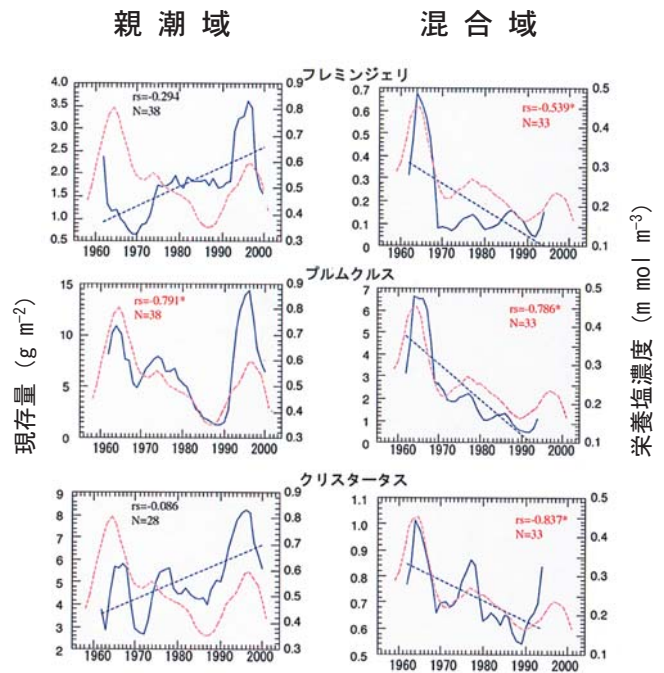 親潮域 混合域
フレミンジェリ
4.0 3.5 3.0 2.5 2.0 1.5 1.0 0.5
rs=-0.294
N=38
0.9 0.8 0.7 0.6 0.5 0.4 0.3
1960 1970 1980 1990 2000
0.7 0.6 0.5 0.4 0.3 0.2 0.1 0
rs=-0.539*
N=33
0.5 0.4 0.3 0.2 0.1
1960 1970 1980 1990 2000
プルムクルス
15 10 5 0
rs=-0.791*
N=38
0.9 0.8 0.7 0.6 0.5 0.4 0.3
1960 1970 1980 1990 2000
7 6 5 4 3 2 1 0
rs=-0.786*
N=33
0.5 0.4 0.3 0.2 0.1
1960 1970 1980 1990 2000
クリスタータス
9 8 7 6 5 4 3 2
rs=-0.086
N=28
0.9 0.8 0.7 0.6 0.5 0.4 0.3
1960 1970 1980 1990 2000
1.1 1.0 0.9 0.8 0.7 0.6 0.5
rs=-0.837*
N=33
0.5 0.4 0.3 0.2 0.1
1960 1970 1980 1990 2000
現存量 (g m⁻²)
栄養塩濃度 (m mol m⁻³)